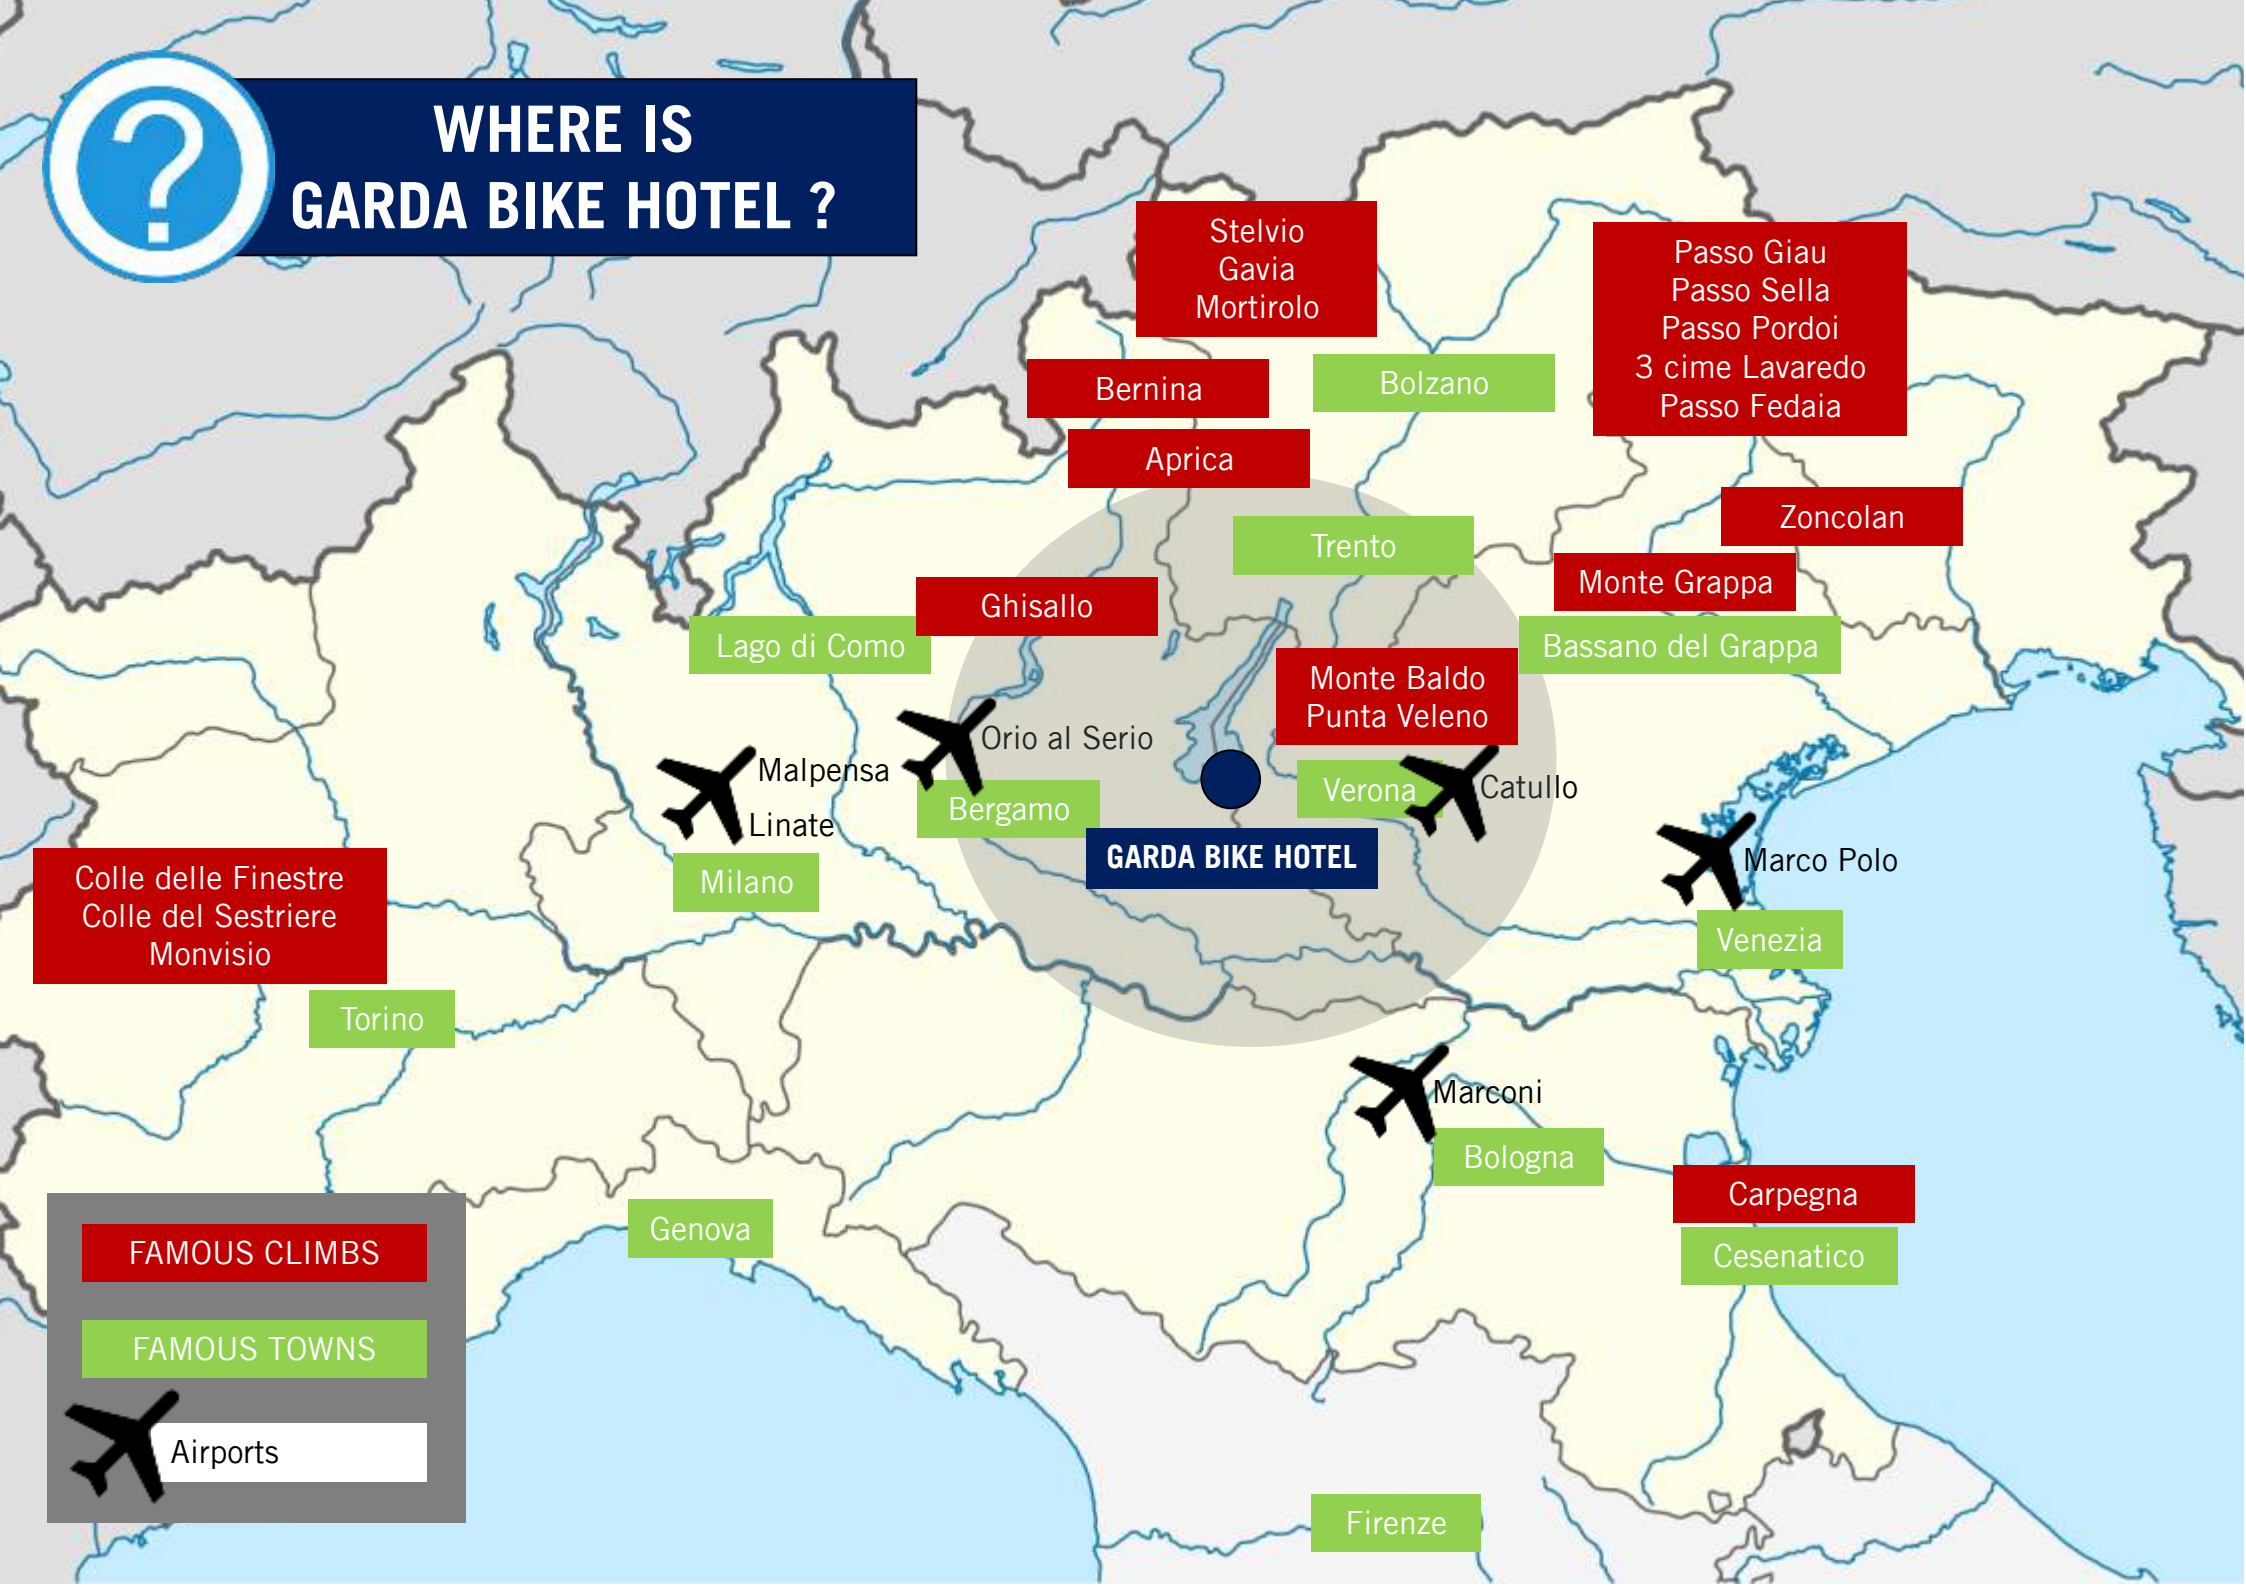 ?
WHERE IS
GARDA BIKE HOTEL ?
Stelvio
Gavia
Mortirolo
Passo Giau
Passo Sella
Passo Pordoi
3 cime Lavaredo
Passo Fedaia
Bernina
Bolzano
Aprica
Zoncolan
Trento
Monte Grappa
Ghisallo
Lago di Como
Bassano del Grappa
Monte Baldo
Punta Veleno
Orio al Serio
Malpensa
Linate
Verona
Catullo
Bergamo
GARDA BIKE HOTEL
Marco Polo
Milano
Colle delle Finestre
Colle del Sestriere
Monvisio
Venezia
Torino
Marconi
Bologna
Carpegna
Genova
Cesenatico
FAMOUS CLIMBS
FAMOUS TOWNS
Airports
Firenze